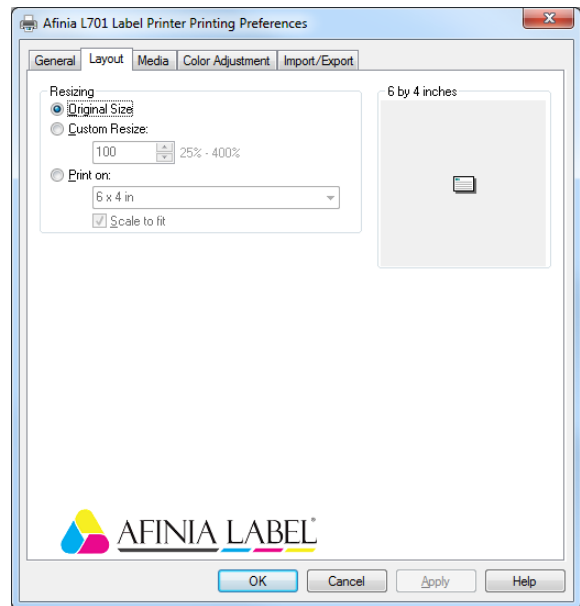 Afinia L701 Label Printer Printing Preferences
General Layout Media Color Adjustment Import/Export
Resizing
Original Size
Custom Resize:
100 25% - 400%
Print on:
6 x 4 in
Scale to fit
6 by 4 inches
AFINIA LABEL®
OK Cancel Apply Help